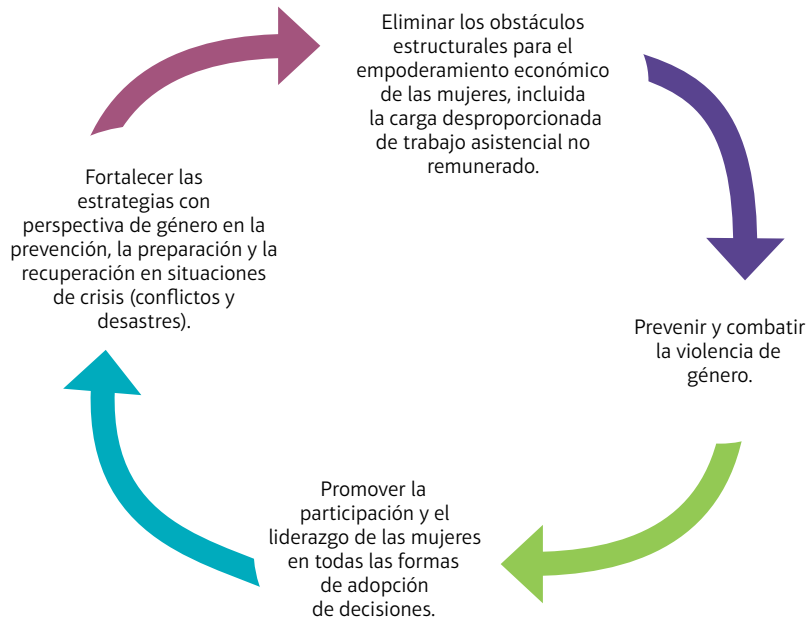 Eliminar los obstáculos
estructurales para el
empoderamiento económico
de las mujeres, incluida
la carga desproporcionada
de trabajo asistencial no
remunerado.
Prevenir y combatir
la violencia de
género.
Promover la
participación y el
liderazgo de las mujeres
en todas las formas
de adopción
de decisiones.
Fortalecer las
estrategias con
perspectiva de género en la
prevención, la preparación y la
recuperación en situaciones
de crisis (conflictos y
desastres).